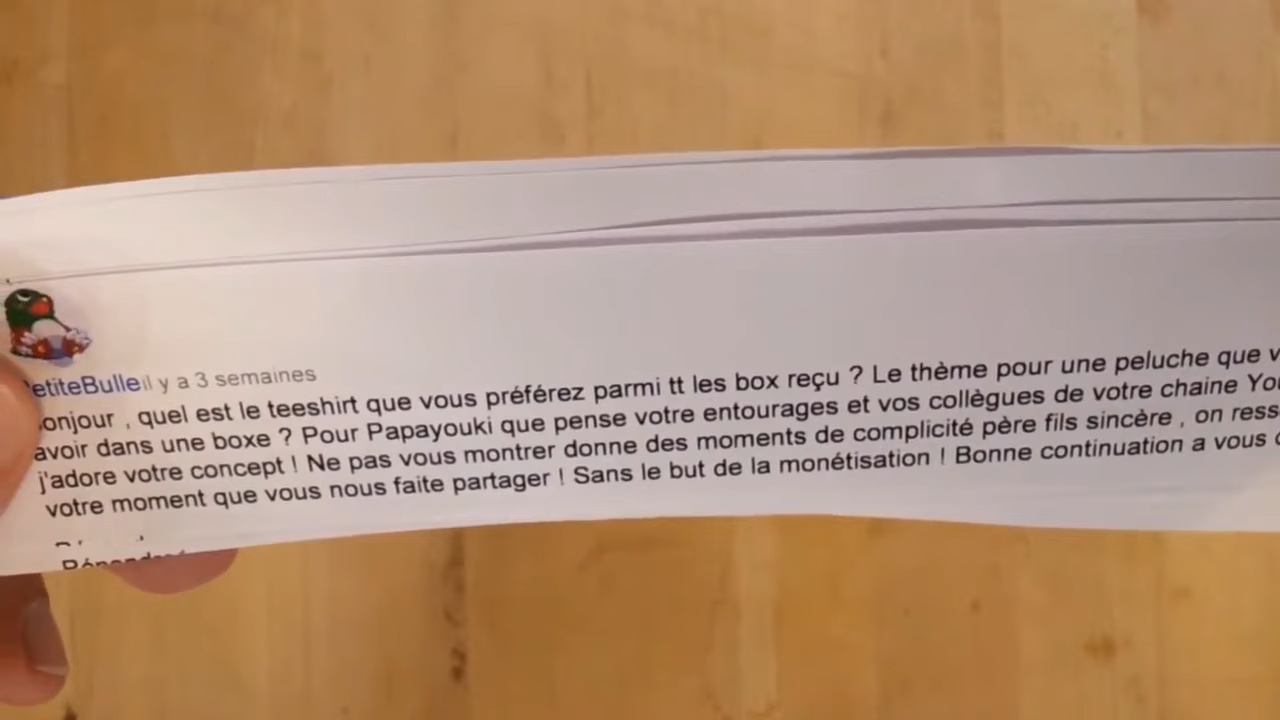 etiteBulleil y a 3 semaines
onjour , quel est le teeshirt que vous préférez parmi tt les box reçu ? Le thème pour une peluche que v
avoir dans une boxe ? Pour Papayouki que pense votre entourages et vos collègues de votre chaine You
j'adore votre concept ! Ne pas vous montrer donne des moments de complicité père fils sincère , on ress
votre moment que vous nous faite partager ! Sans le but de la monétisation ! Bonne continuation a vous